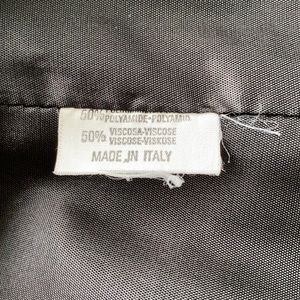 50%
POLYAMIDE-POLYAMID
50% VISCOSA-VISCOSE
VISCOSE-VISKOSE
MADE IN ITALY